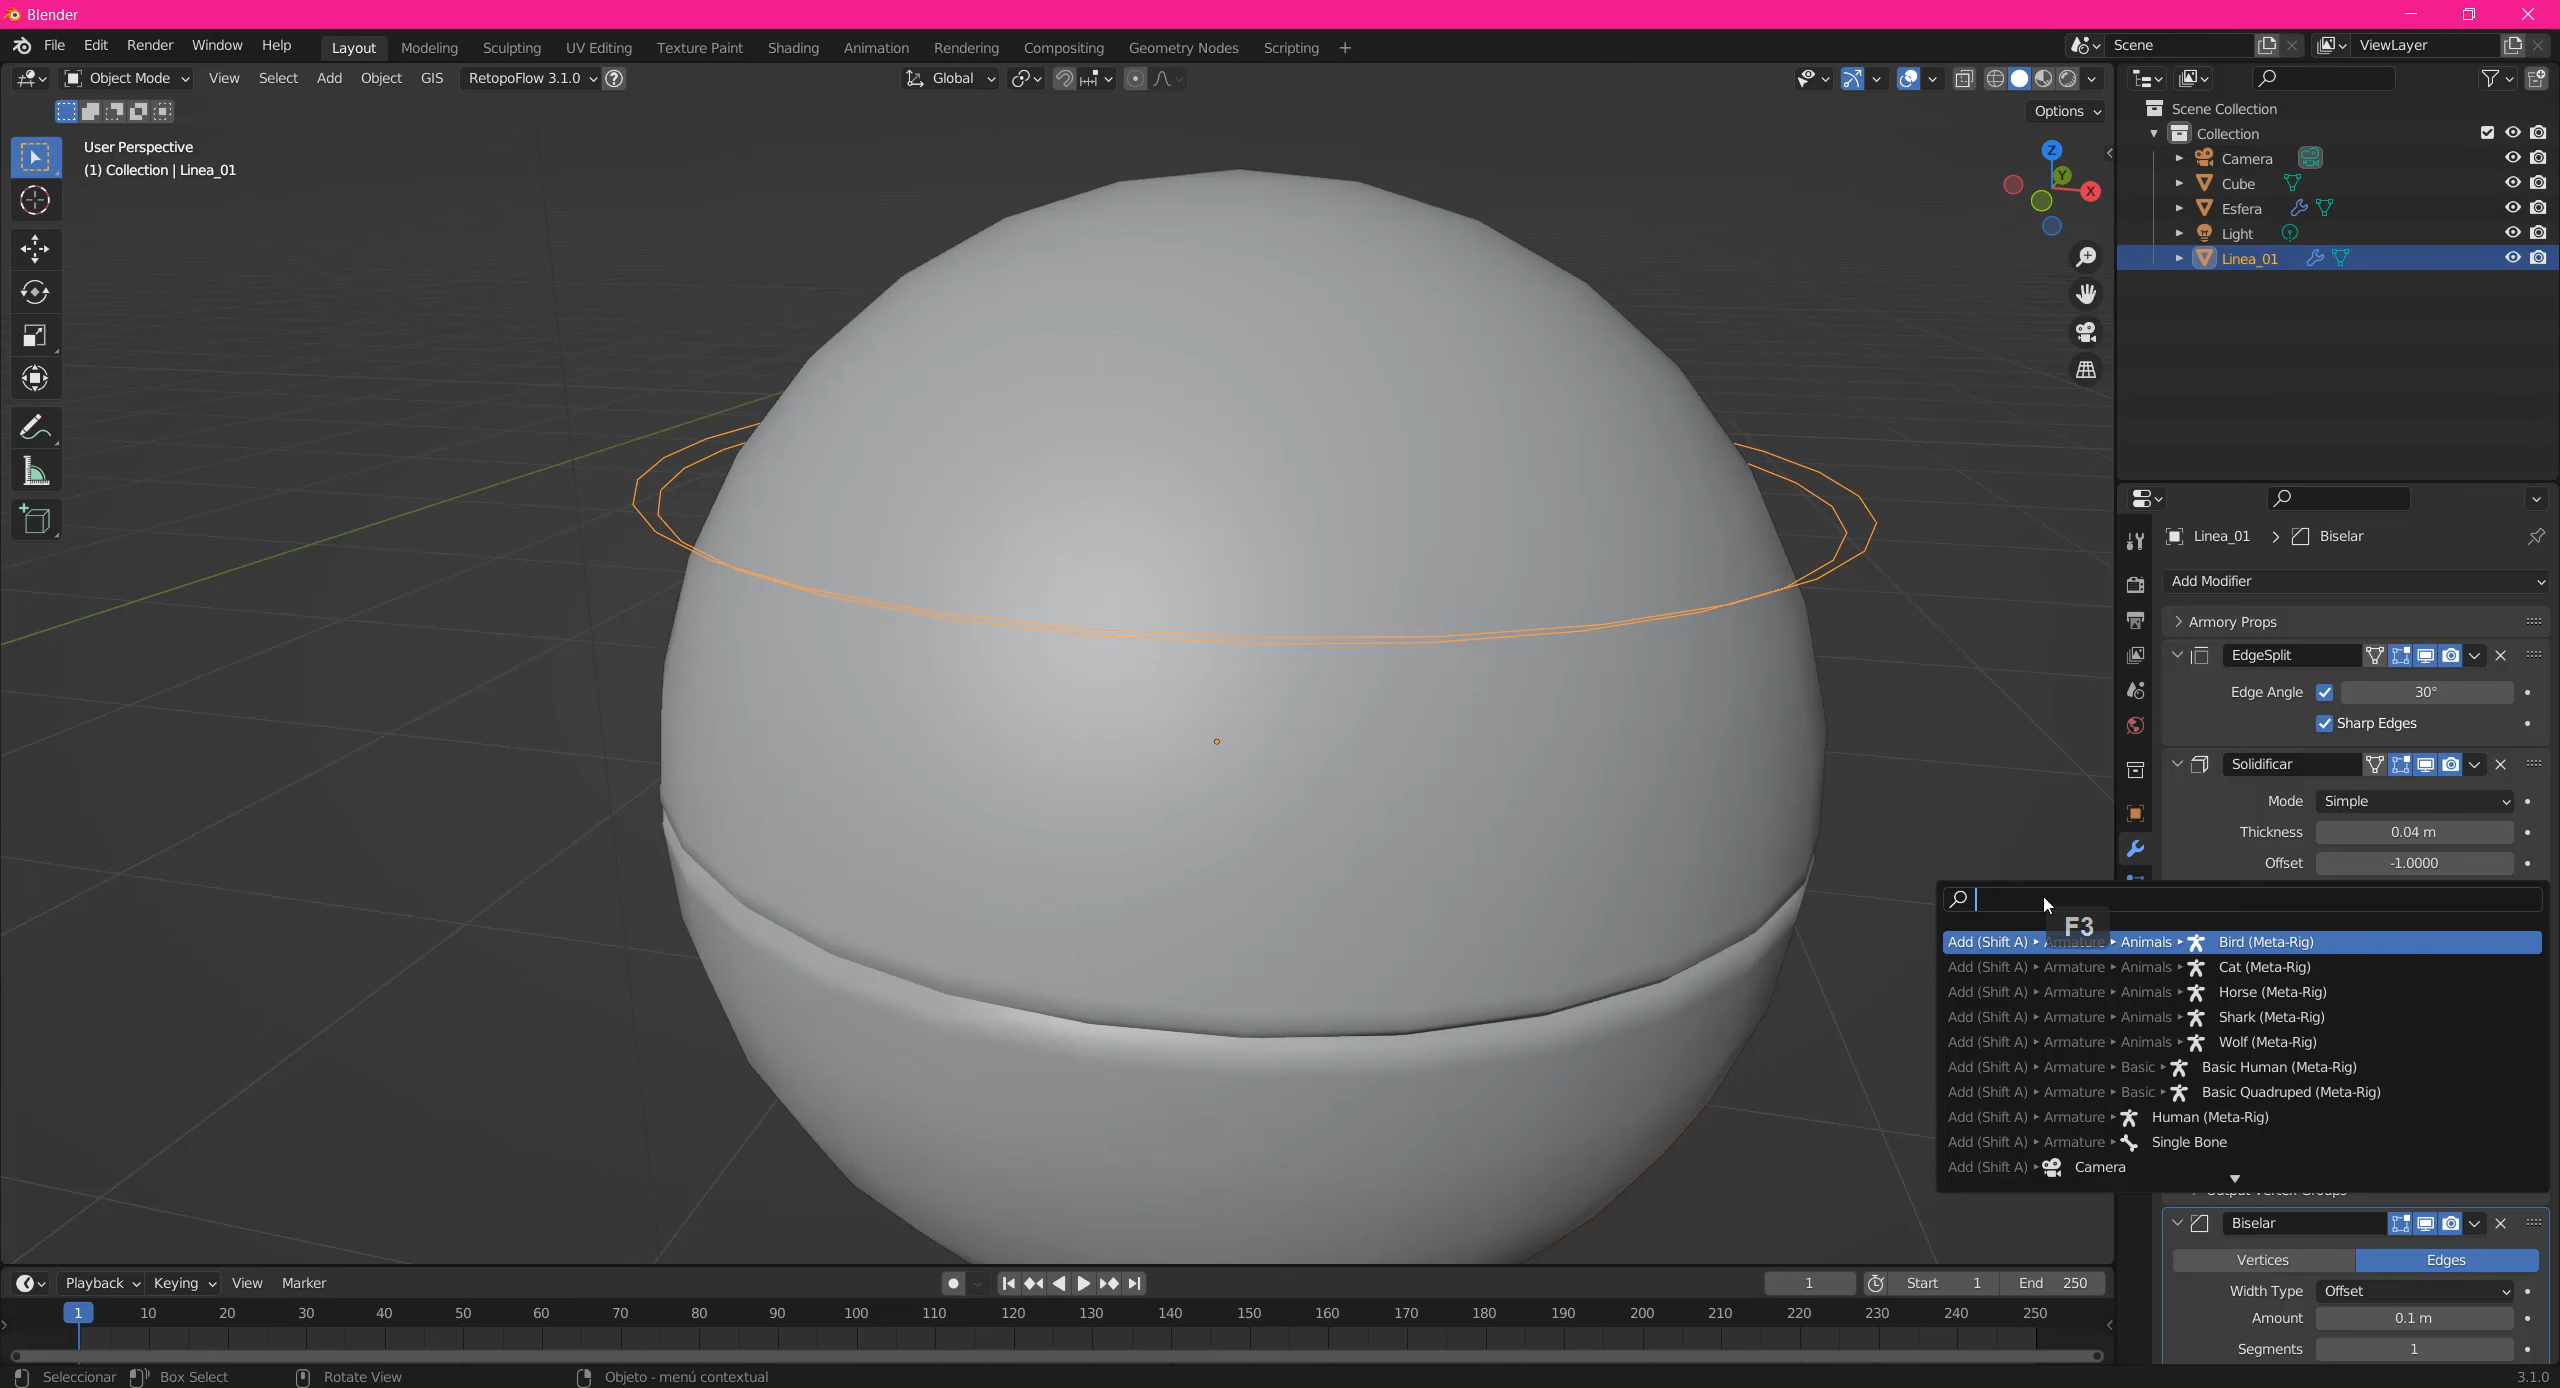 Blender
File Edit Render Window Help Layout Modeling Sculpting UV Editing Texture Paint Shading Animation Rendering Compositing Geometry Nodes Scripting + Scene ViewLayer
Object Mode View Select Add Object GIS RetopoFlow 3.1.0 Global
Options
User Perspective
(1) Collection | Linea_01
Z
Y
X
Scene Collection
Collection
Camera
Cube
Esfera
Light
Linea_01
Linea_01 > Biselar
Add Modifier
Armory Props
EdgeSplit
Edge Angle 30°
Sharp Edges
Solidificar
Mode Simple
Thickness 0.04 m
Offset -1.0000
F3
Add (Shift A) Armature Animals Bird (Meta-Rig)
Add (Shift A) Armature Animals Cat (Meta-Rig)
Add (Shift A) Armature Animals Horse (Meta-Rig)
Add (Shift A) Armature Animals Shark (Meta-Rig)
Add (Shift A) Armature Animals Wolf (Meta-Rig)
Add (Shift A) Armature Basic Basic Human (Meta-Rig)
Add (Shift A) Armature Basic Basic Quadruped (Meta-Rig)
Add (Shift A) Armature Human (Meta-Rig)
Add (Shift A) Armature Single Bone
Add (Shift A) Camera
Output Vertex Groups
Biselar
Vertices Edges
Width Type Offset
Amount 0.1 m
Segments 1
Playback Keying View Marker 1 Start 1 End 250
1 10 20 30 40 50 60 70 80 90 100 110 120 130 140 150 160 170 180 190 200 210 220 230 240 250
Seleccionar Box Select Rotate View Objeto - menú contextual 3.1.0